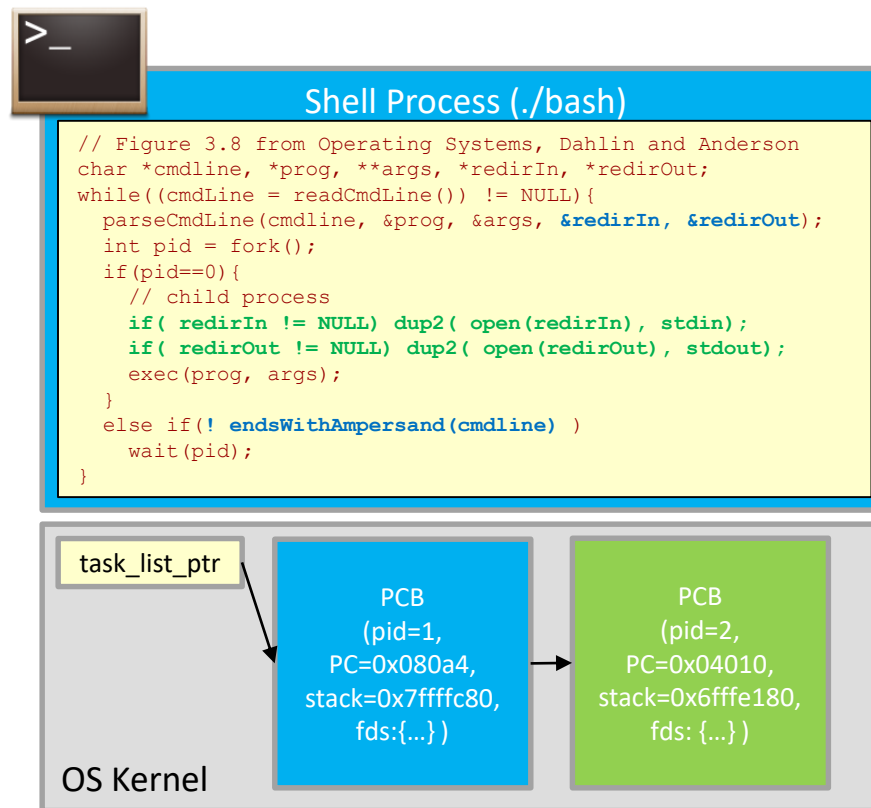 >_
Shell Process (./bash)
// Figure 3.8 from Operating Systems, Dahlin and Anderson
char *cmdline, *prog, **args, *redirIn, *redirOut;
while((cmdLine = readCmdLine()) != NULL){
  parseCmdLine(cmdline, &prog, &args, &redirIn, &redirOut);
  int pid = fork();
  if(pid==0){
    // child process
    if( redirIn != NULL) dup2( open(redirIn), stdin);
    if( redirOut != NULL) dup2( open(redirOut), stdout);
    exec(prog, args);
  }
  else if(! endsWithAmpersand(cmdline) )
    wait(pid);
}
task_list_ptr
PCB
(pid=1,
PC=0x080a4,
stack=0x7ffffc80,
fds:{…} )
PCB
(pid=2,
PC=0x04010,
stack=0x6fffe180,
fds: {…} )
OS Kernel